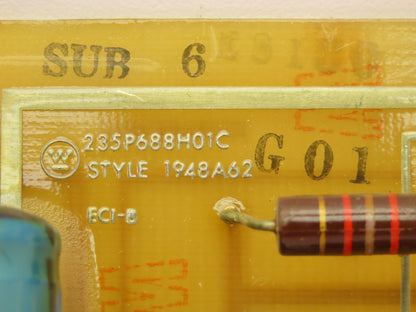 SUB 6
235P688H01C
STYLE 1948A62
G01
ECI-B